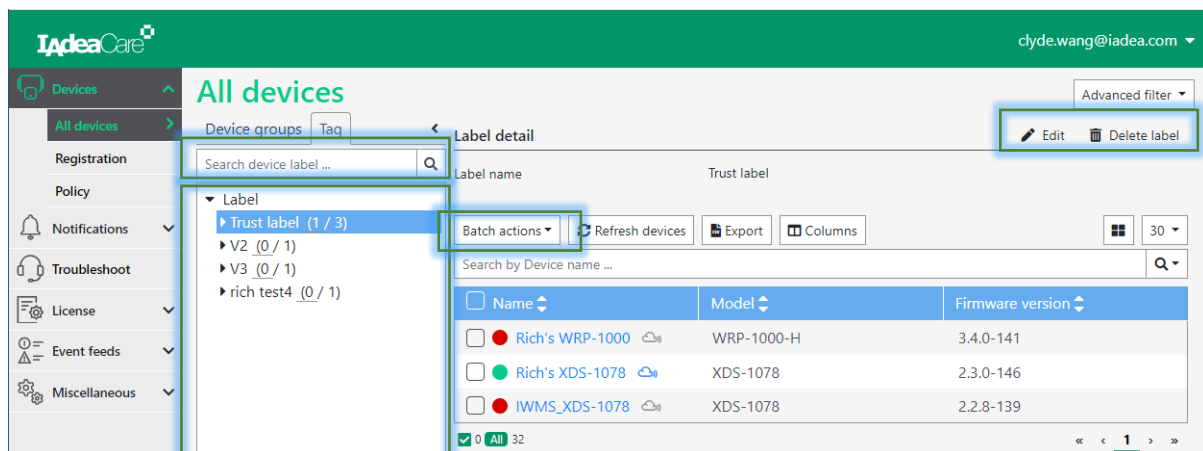 IAdeaCare
clyde.wang@iadea.com
Devices
All devices
Registration
Policy
Notifications
Troubleshoot
License
Event feeds
Miscellaneous
All devices
Advanced filter
Device groups Tag
Search device label ...
Label
Trust label (1 / 3)
V2 (0 / 1)
V3 (0 / 1)
rich test4 (0 / 1)
Label detail
Edit Delete label
Label name Trust label
Batch actions Refresh devices Export Columns 30
Search by Device name ...
Name Model Firmware version
Rich's WRP-1000 WRP-1000-H 3.4.0-141
Rich's XDS-1078 XDS-1078 2.3.0-146
IWMS_XDS-1078 XDS-1078 2.2.8-139
0 All 32 « ‹ 1 › »